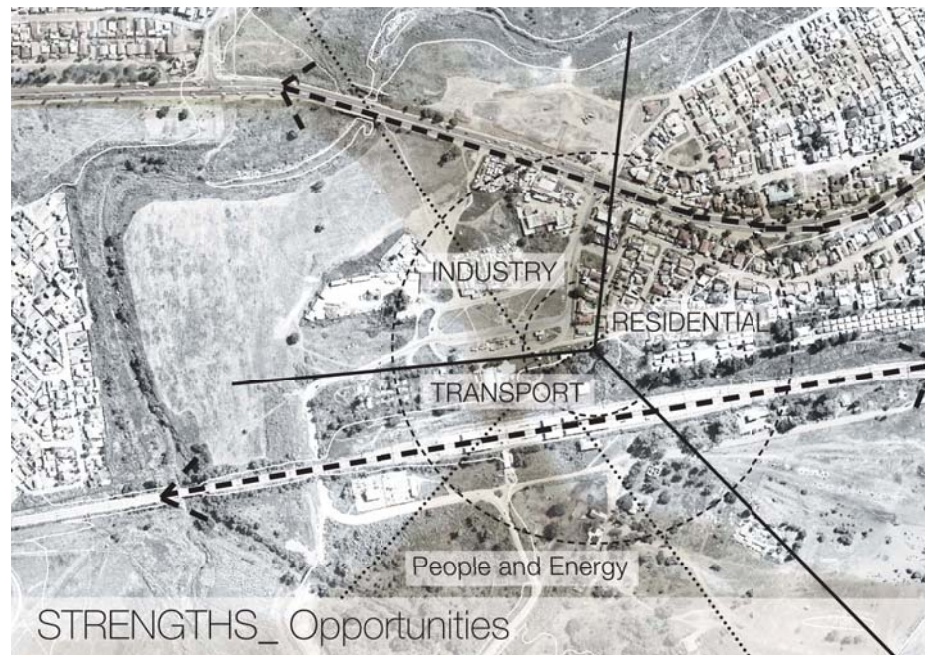 INDUSTRY
RESIDENTIAL
TRANSPORT
People and Energy
STRENGTHS_ Opportunities